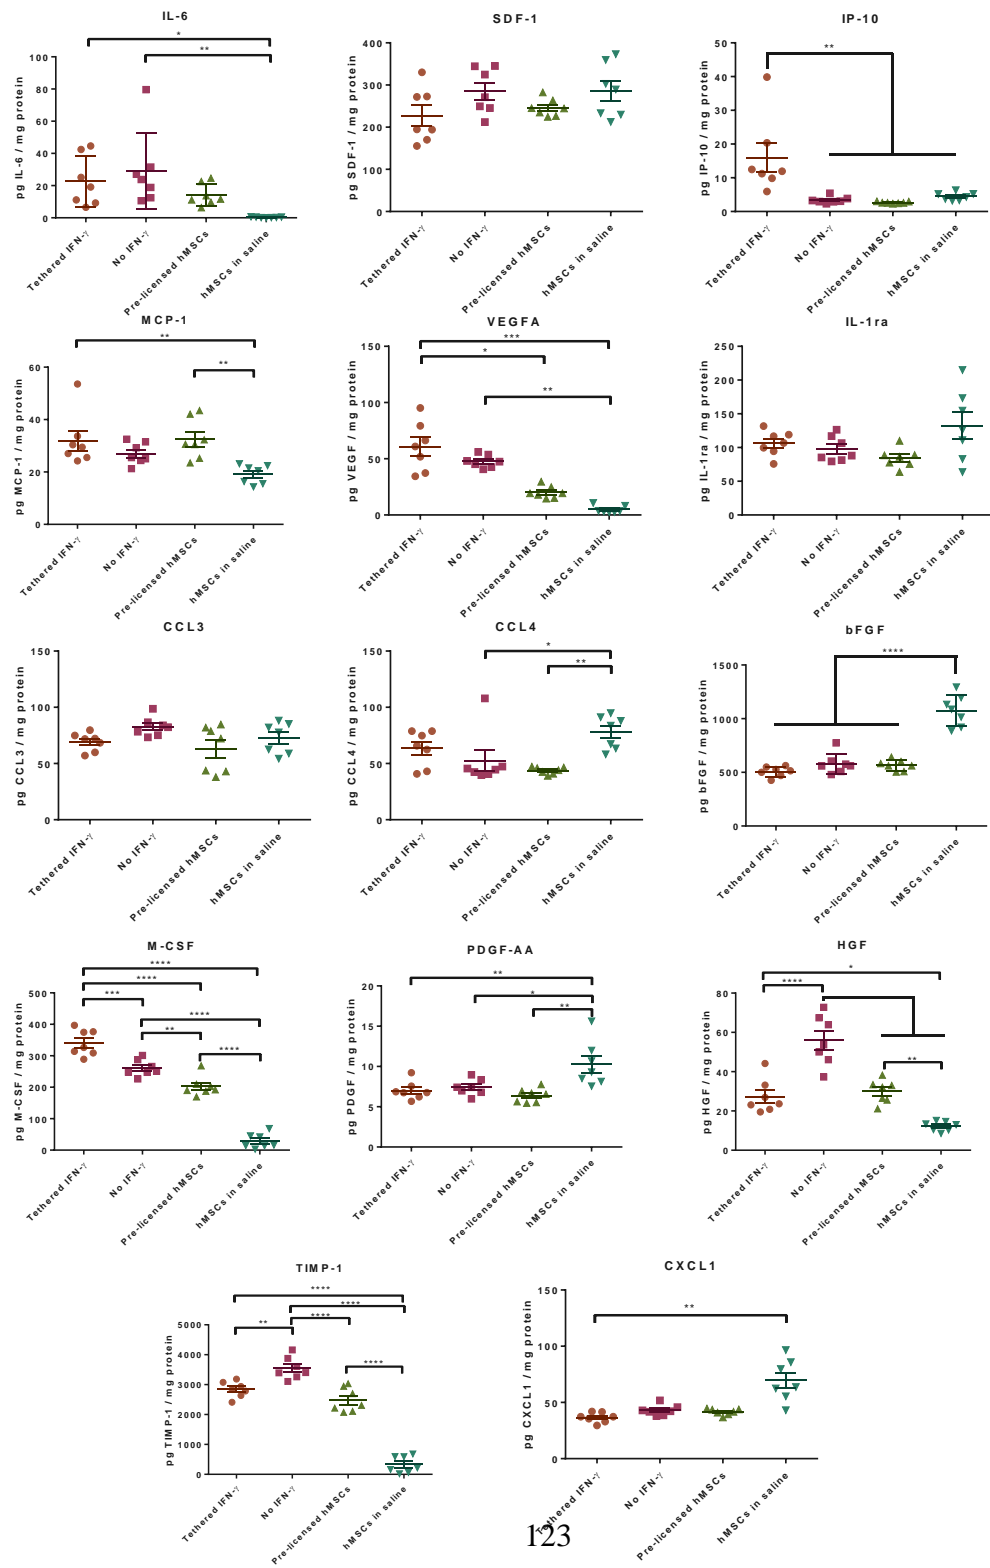 IL-6
*
**
pg IL-6 / mg protein
100
80
60
40
20
0
Tethered IFN-γ
No IFN-γ
Pre-licensed hMSCs
hMSCs in saline
SDF-1
pg SDF-1 / mg protein
400
300
200
100
0
Tethered IFN-γ
No IFN-γ
Pre-licensed hMSCs
hMSCs in saline
IP-10
**
pg IP-10 / mg protein
50
40
30
20
10
0
Tethered IFN-γ
No IFN-γ
Pre-licensed hMSCs
hMSCs in saline
MCP-1
**
**
pg MCP-1 / mg protein
60
40
20
0
Tethered IFN-γ
No IFN-γ
Pre-licensed hMSCs
hMSCs in saline
VEGFA
***
*
**
pg VEGF / mg protein
150
100
50
0
Tethered IFN-γ
No IFN-γ
Pre-licensed hMSCs
hMSCs in saline
IL-1ra
pg IL-1ra / mg protein
250
200
150
100
50
0
Tethered IFN-γ
No IFN-γ
Pre-licensed hMSCs
hMSCs in saline
CCL3
pg CCL3 / mg protein
150
100
50
0
Tethered IFN-γ
No IFN-γ
Pre-licensed hMSCs
hMSCs in saline
CCL4
*
**
pg CCL4 / mg protein
150
100
50
0
Tethered IFN-γ
No IFN-γ
Pre-licensed hMSCs
hMSCs in saline
bFGF
****
pg bFGF / mg protein
1500
1000
500
0
Tethered IFN-γ
No IFN-γ
Pre-licensed hMSCs
hMSCs in saline
M-CSF
****
****
***
****
**
****
pg M-CSF / mg protein
500
400
300
200
100
0
Tethered IFN-γ
No IFN-γ
Pre-licensed hMSCs
hMSCs in saline
PDGF-AA
**
*
**
pg PDGF / mg protein
20
15
10
5
0
Tethered IFN-γ
No IFN-γ
Pre-licensed hMSCs
hMSCs in saline
HGF
*
****
**
pg HGF / mg protein
80
60
40
20
0
Tethered IFN-γ
No IFN-γ
Pre-licensed hMSCs
hMSCs in saline
TIMP-1
****
****
****
**
****
pg TIMP-1 / mg protein
5000
4000
3000
2000
1000
0
Tethered IFN-γ
No IFN-γ
Pre-licensed hMSCs
hMSCs in saline
CXCL1
**
pg CXCL1 / mg protein
150
100
50
0
Tethered IFN-γ
No IFN-γ
Pre-licensed hMSCs
hMSCs in saline
123